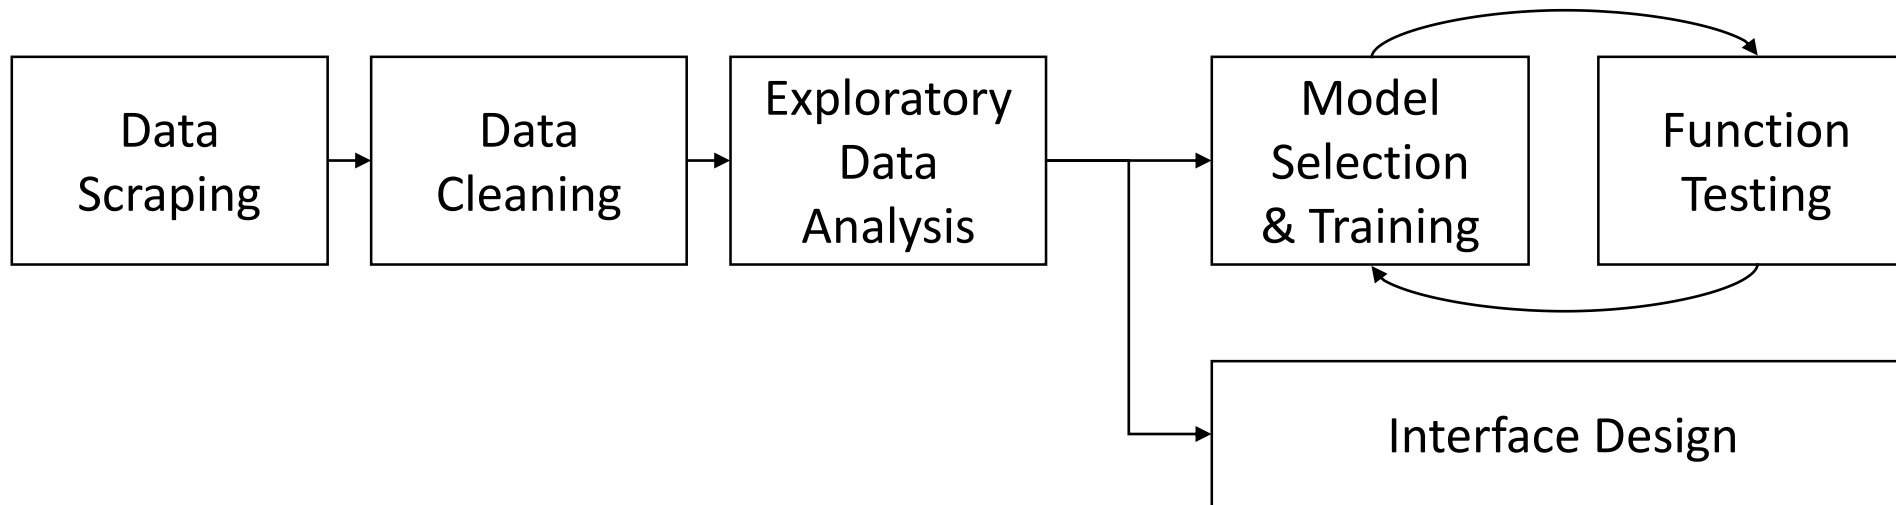 Data
Scraping
Data
Cleaning
Exploratory
Data
Analysis
Model
Selection
& Training
Function
Testing
Interface Design